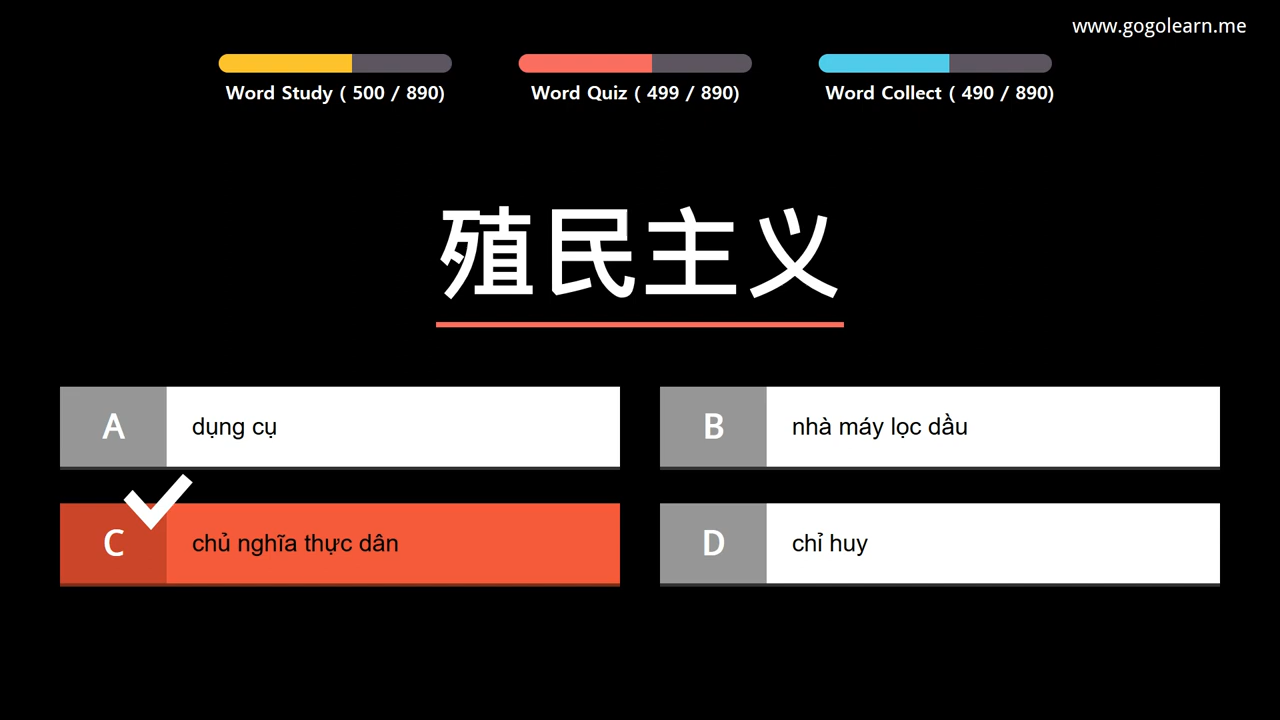 www.gogolearn.me
Word Study ( 500 / 890)
Word Quiz ( 499 / 890)
Word Collect ( 490 / 890)
殖民主义
A dụng cụ
B nhà máy lọc dầu
C chủ nghĩa thực dân
D chỉ huy